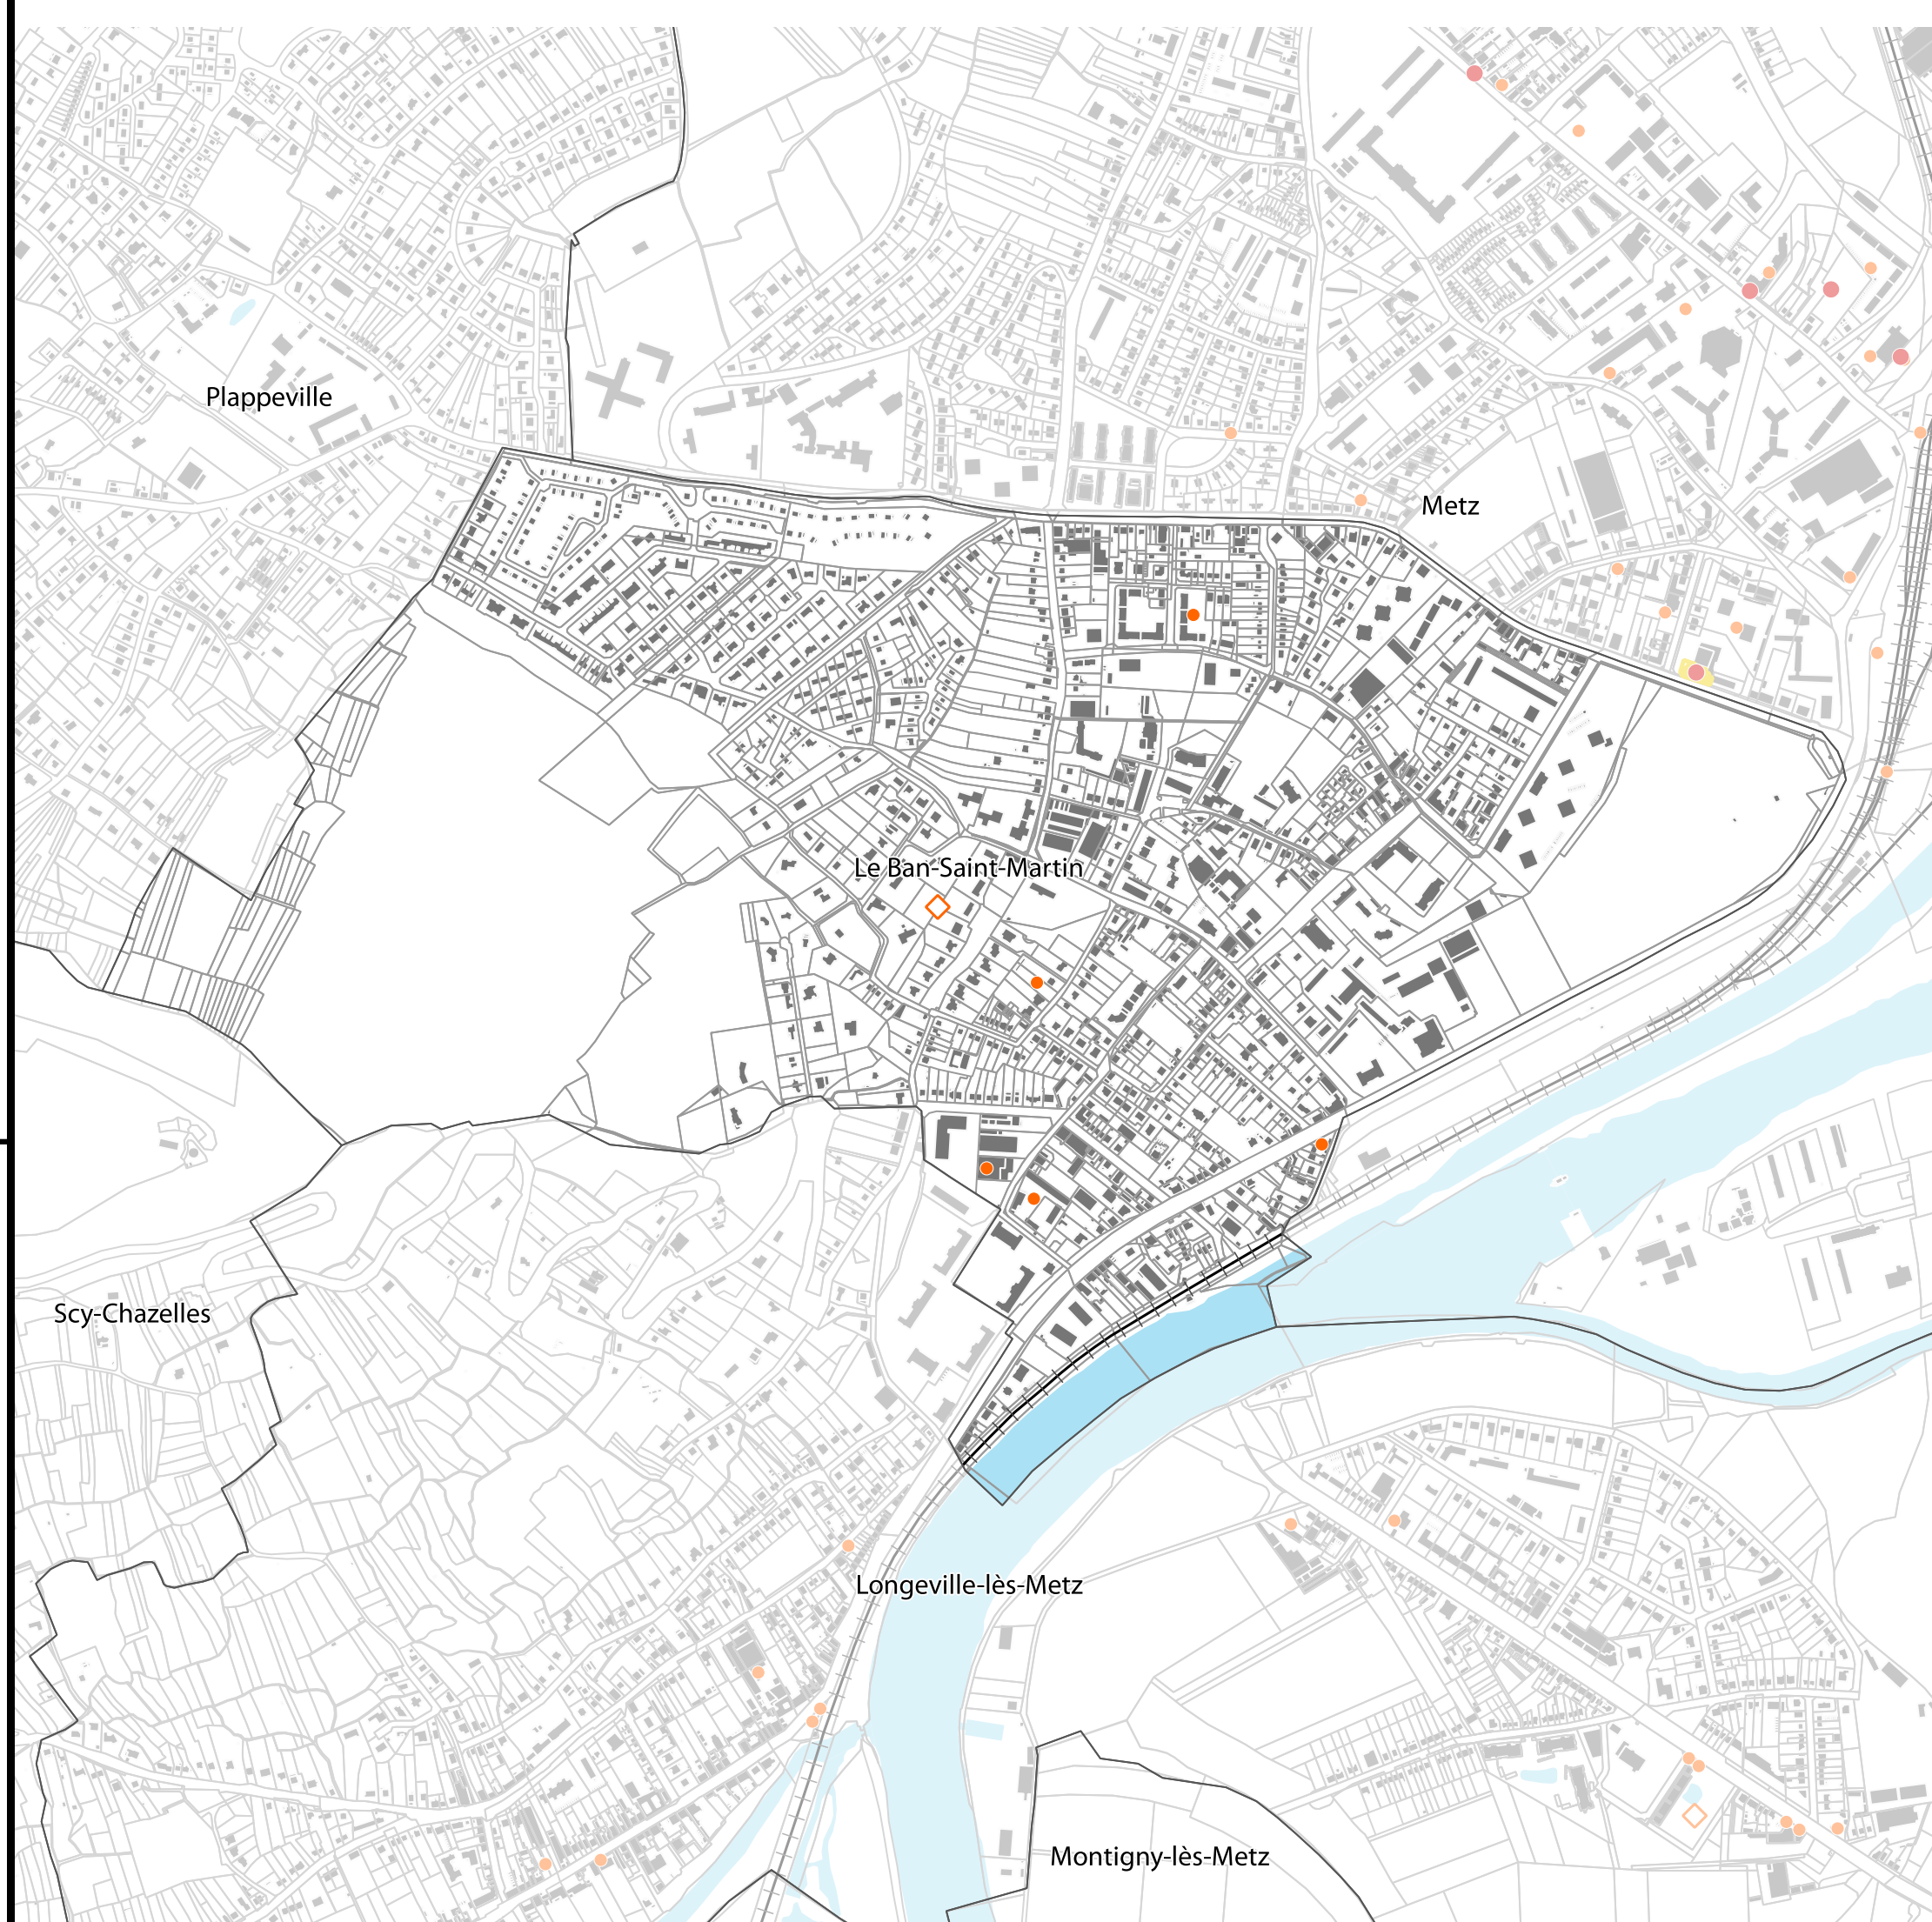 Plappeville
Metz
Le Ban-Saint-Martin
Scy-Chazelles
Longeville-lès-Metz
Montigny-lès-Metz